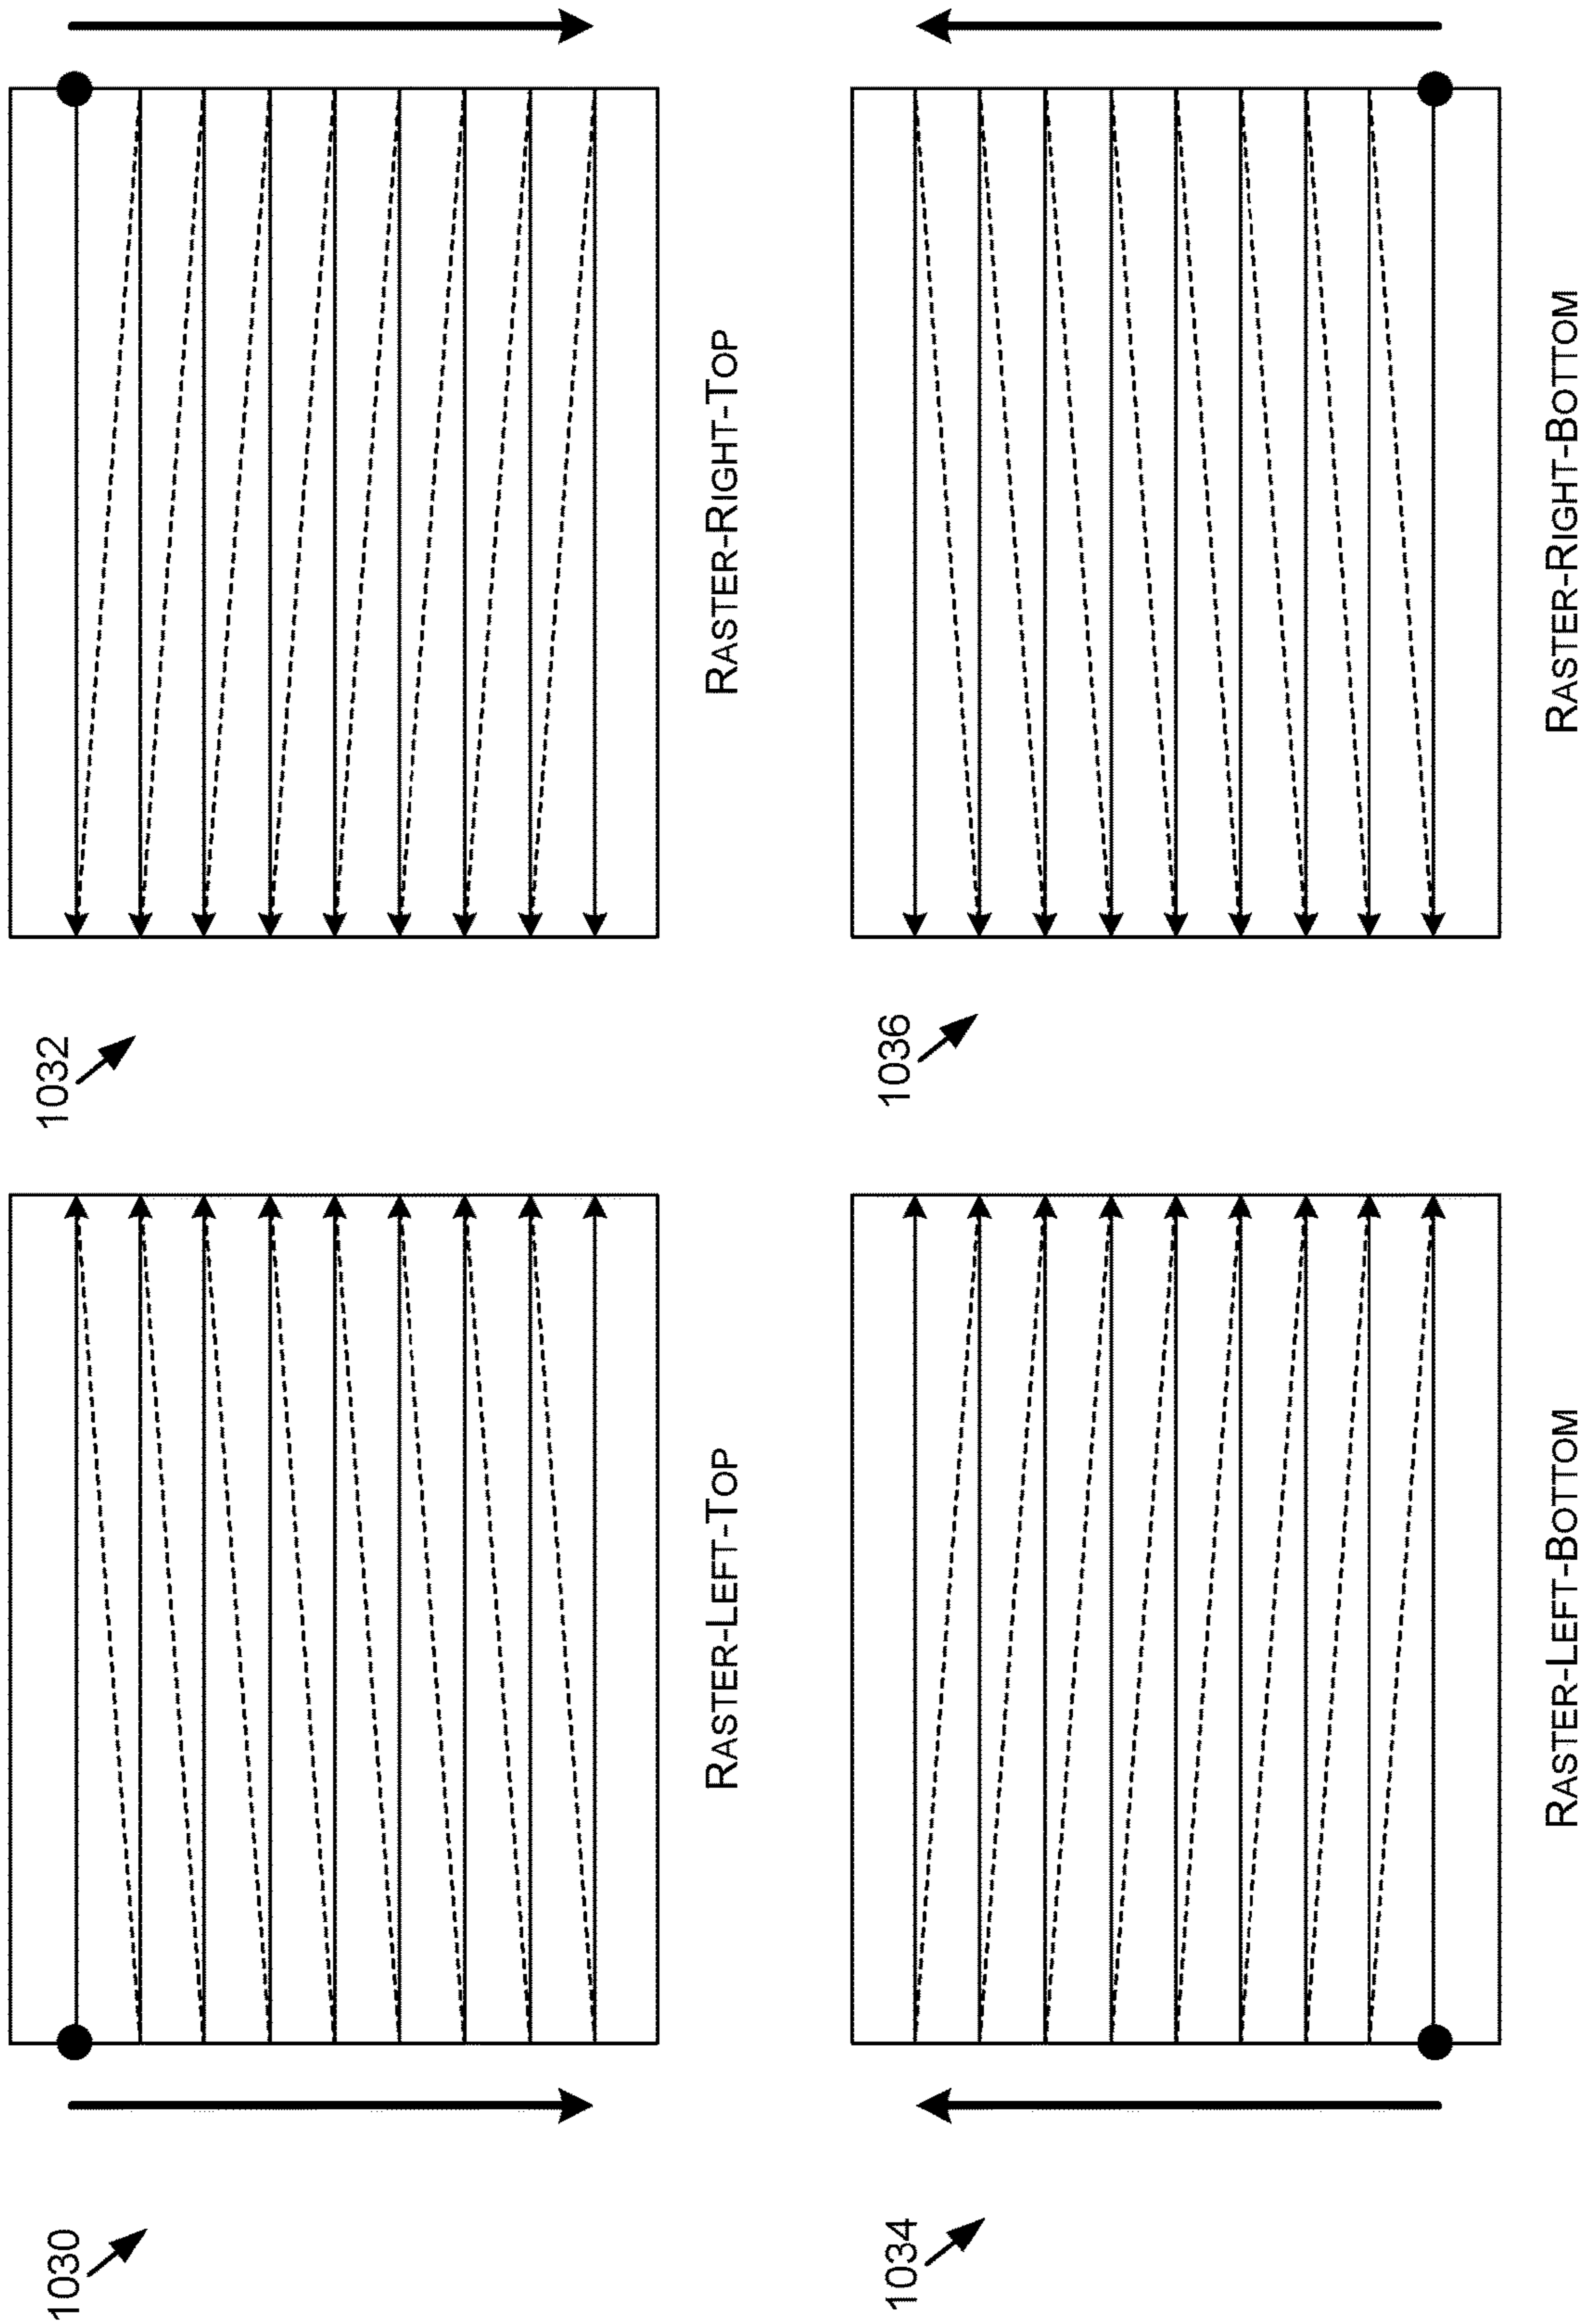 1030
1032
RASTER-LEFT-TOP
RASTER-RIGHT-TOP
1034
1036
RASTER-LEFT-BOTTOM
RASTER-RIGHT-BOTTOM